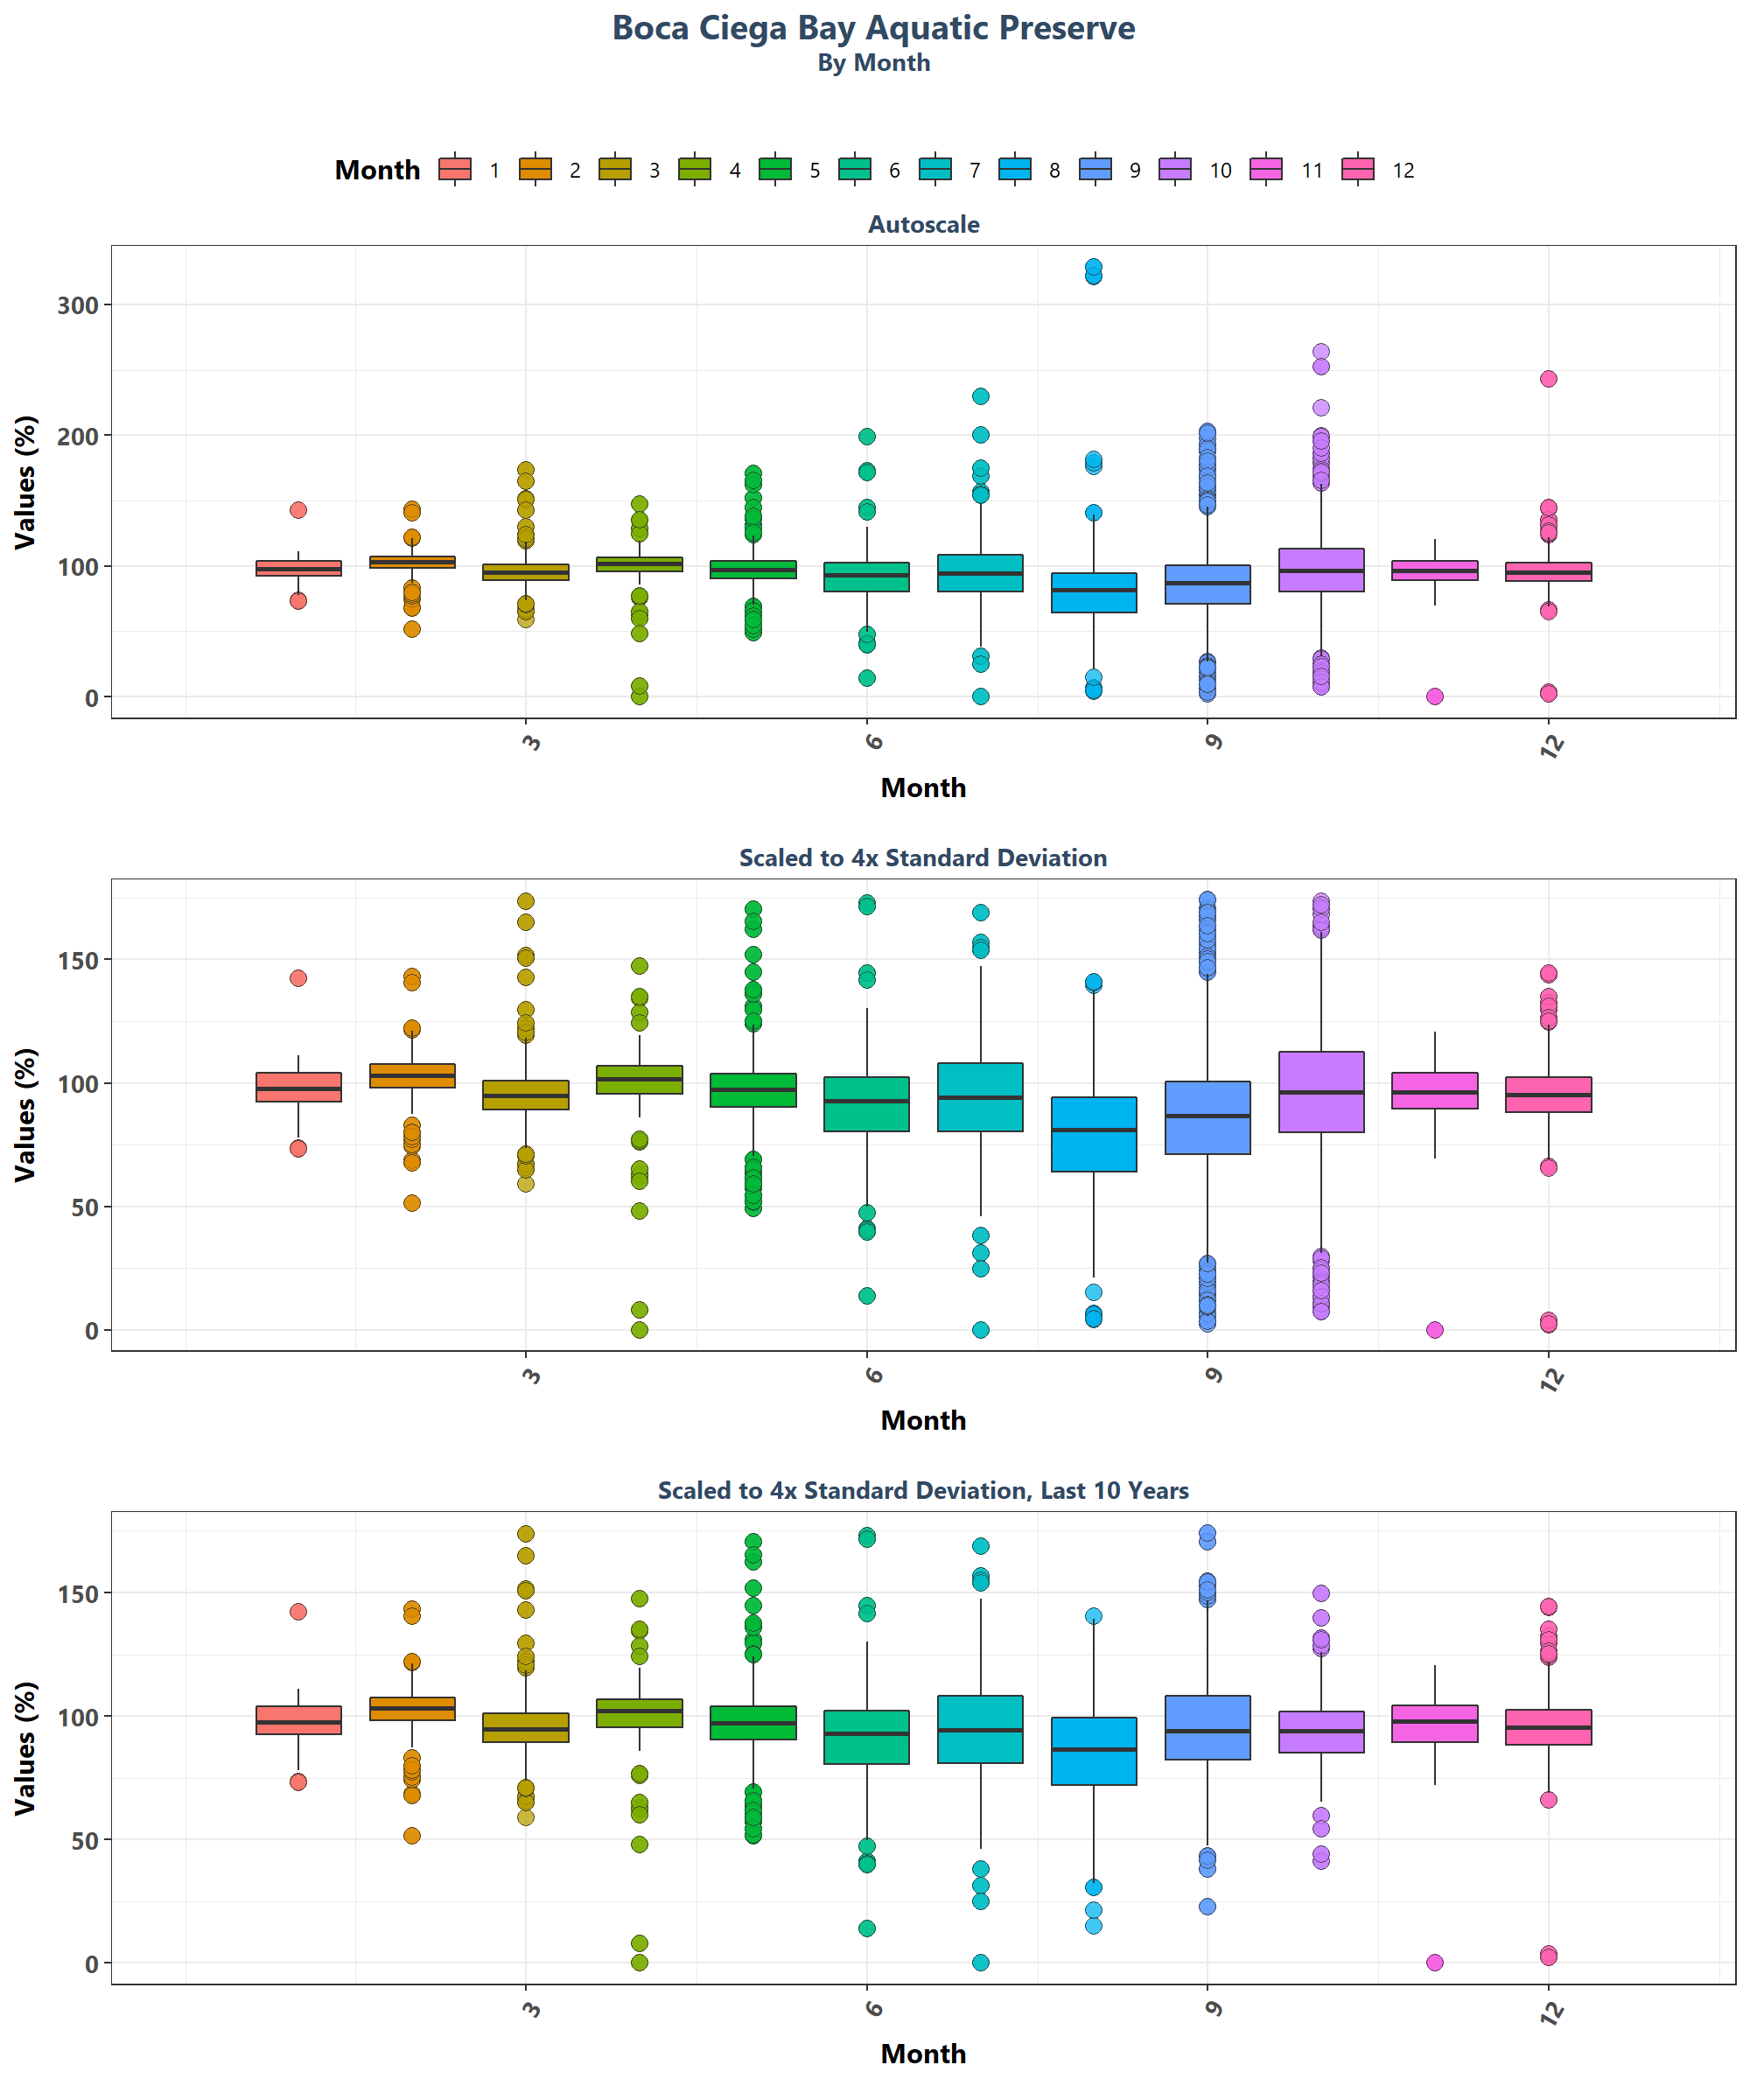 Boca Ciega Bay Aquatic Preserve
By Month
Month 1 2 3 4 5 6 7 8 9 10 11 12
Autoscale
Values (%)
300
200
100
0
3 6 9 12
Month
Scaled to 4x Standard Deviation
Values (%)
150
100
50
0
3 6 9 12
Month
Scaled to 4x Standard Deviation, Last 10 Years
Values (%)
150
100
50
0
3 6 9 12
Month